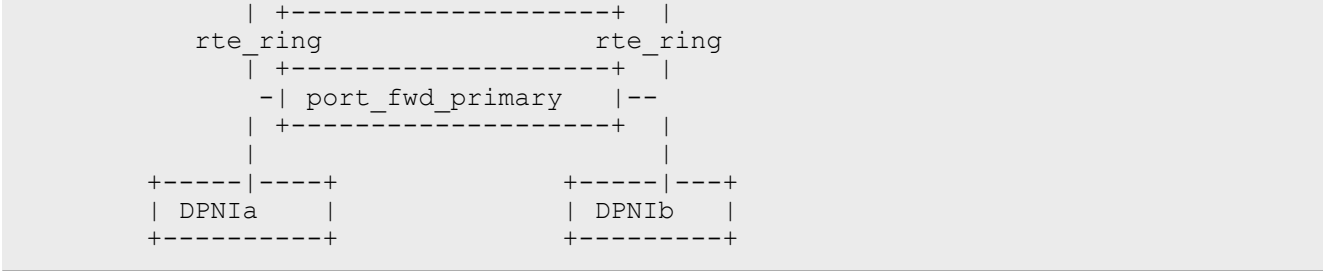 | +--------------------+ |
rte_ring rte_ring
| +--------------------+ |
-| port_fwd_primary |--
| +--------------------+ |
| |
+-----|----+ +-----|---+
| DPNIa | | DPNIb |
+----------+ +---------+